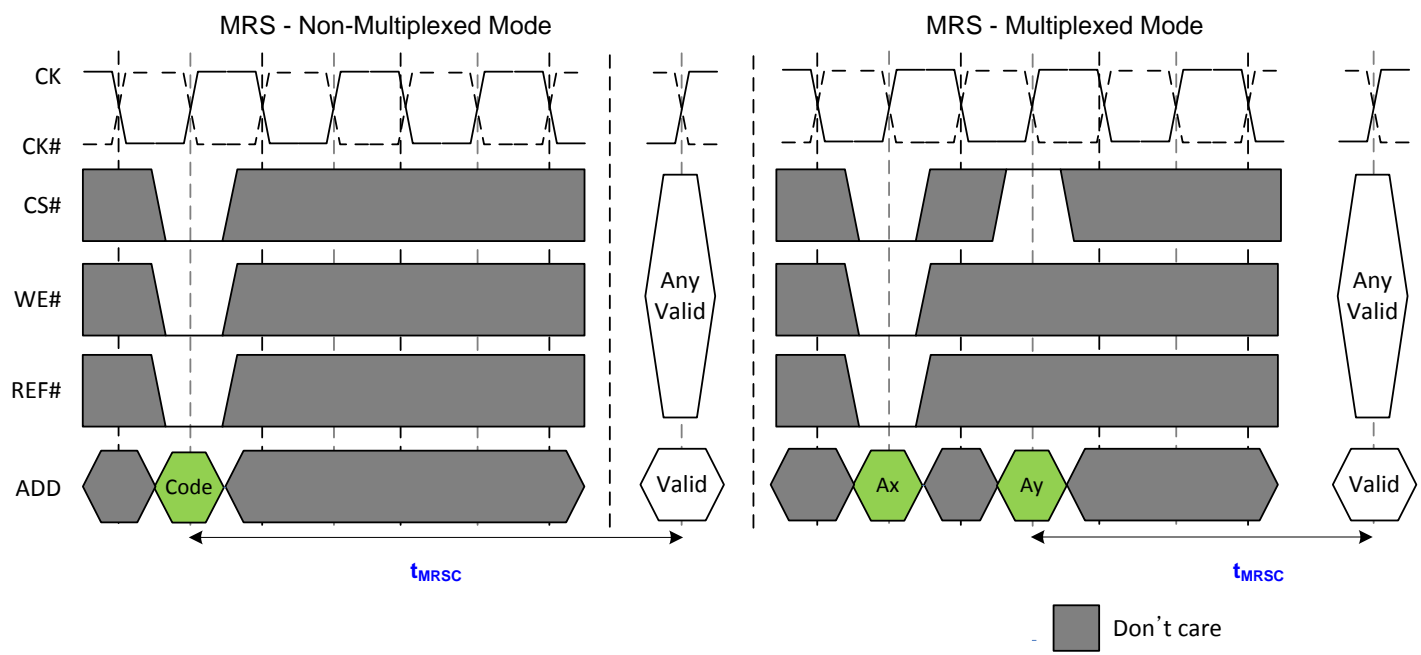 MRS - Non-Multiplexed Mode
MRS - Multiplexed Mode
CK
CK#
CS#
WE#
REF#
ADD
Any
Valid
Any
Valid
Code
Valid
Ax
Ay
Valid
tMRSC
tMRSC
Don't care